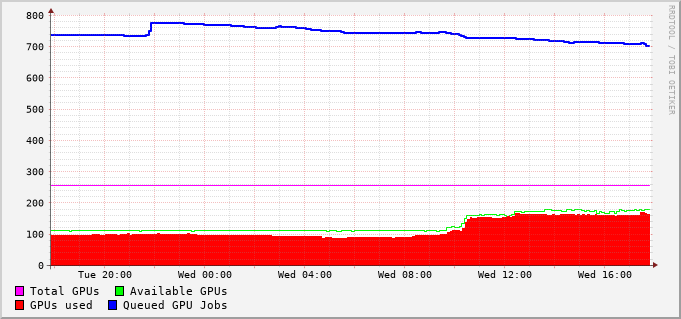 800
700
600
500
400
300
200
100
0
Tue 20:00 Wed 00:00 Wed 04:00 Wed 08:00 Wed 12:00 Wed 16:00
Total GPUs Available GPUs
GPUs used Queued GPU Jobs
RRDTOOL / TOBI OETIKER